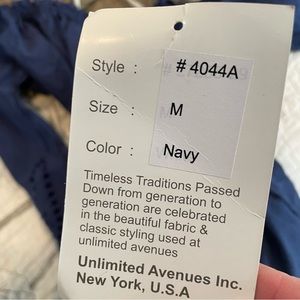 Style : # 4044A
Size : M
Color : Navy
Timeless Traditions Passed
Down from generation to
generation are celebrated
in the beautiful fabric &
classic styling used at
unlimited avenues
Unlimited Avenues Inc.
New York, U.S.A